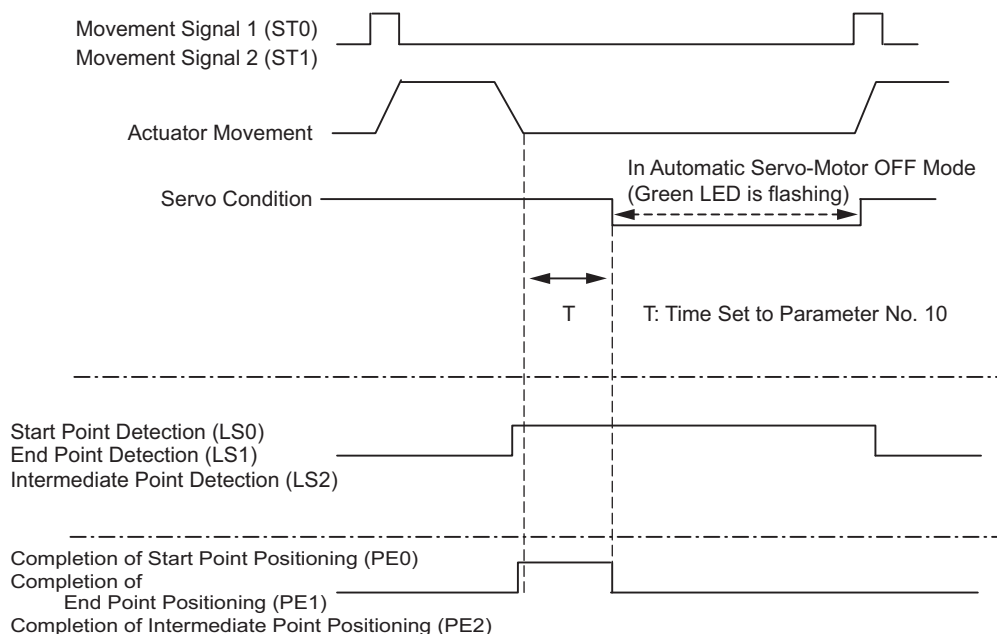 Movement Signal 1 (ST0)
Movement Signal 2 (ST1)
Actuator Movement
In Automatic Servo-Motor OFF Mode
(Green LED is flashing)
Servo Condition
T
T: Time Set to Parameter No. 10
Start Point Detection (LS0)
End Point Detection (LS1)
Intermediate Point Detection (LS2)
Completion of Start Point Positioning (PE0)
Completion of
End Point Positioning (PE1)
Completion of Intermediate Point Positioning (PE2)